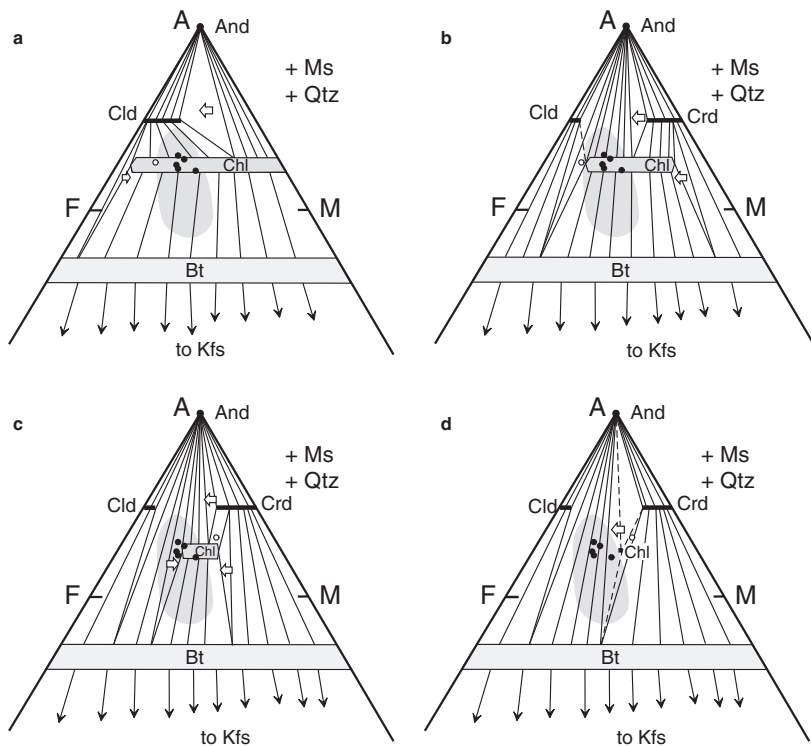 a
A And
+ Ms
+ Qtz
Cld
Chl
F M
Bt
to Kfs
b
A And
+ Ms
+ Qtz
Cld Crd
Chl
F M
Bt
to Kfs
c
A And
+ Ms
+ Qtz
Cld Crd
Chl
F M
Bt
to Kfs
d
A And
+ Ms
+ Qtz
Cld Crd
Chl
F M
Bt
to Kfs